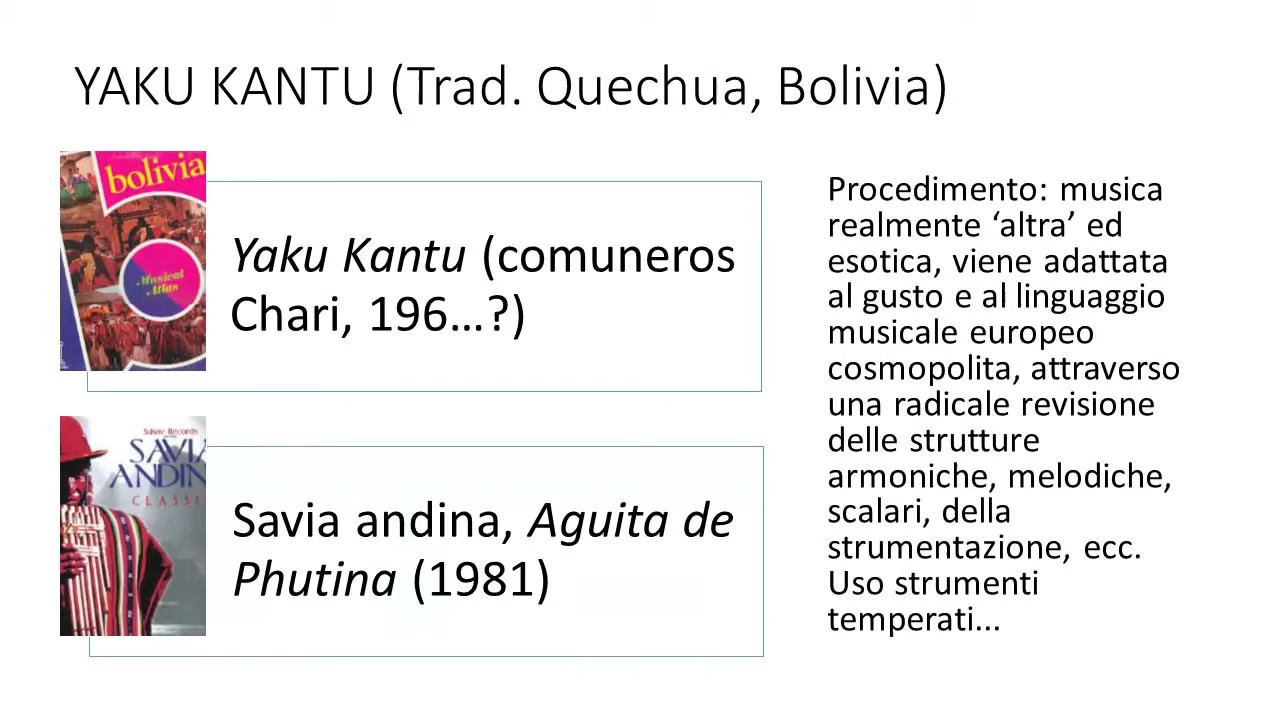 YAKU KANTU (Trad. Quechua, Bolivia)
bolivia
Musical
Atlas
Yaku Kantu (comuneros
Chari, 196...?)
SAVIA
ANDIN
CLASSI
Savia andina, Aguita de
Phutina (1981)
Procedimento: musica
realmente ‘altra’ ed
esotica, viene adattata
al gusto e al linguaggio
musicale europeo
cosmopolita, attraverso
una radicale revisione
delle strutture
armoniche, melodiche,
scalari, della
strumentazione, ecc.
Uso strumenti
temperati...